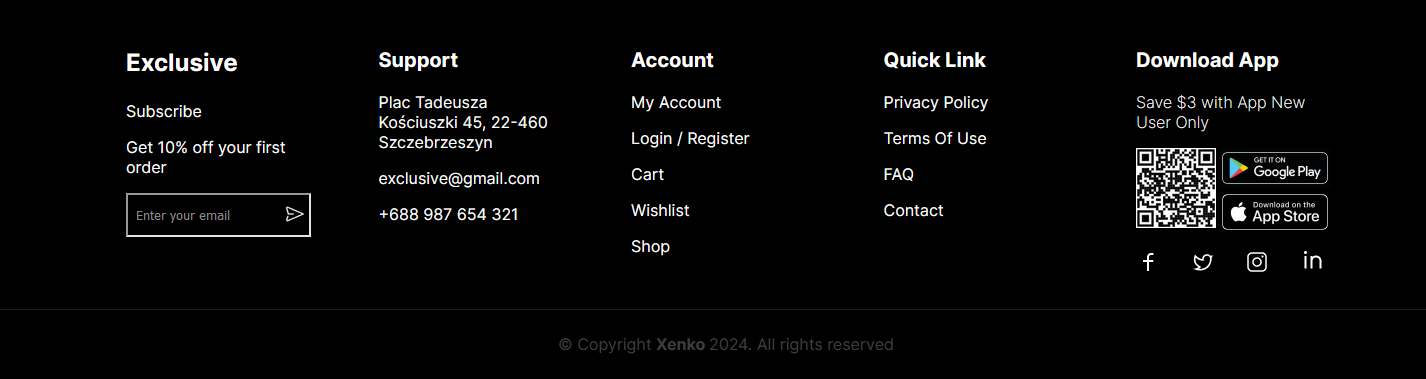 Exclusive
Subscribe
Get 10% off your first
order
Enter your email
Support
Plac Tadeusza
Kościuszki 45, 22-460
Szczebrzeszyn
exclusive@gmail.com
+688 987 654 321
Account
My Account
Login / Register
Cart
Wishlist
Shop
Quick Link
Privacy Policy
Terms Of Use
FAQ
Contact
Download App
Save $3 with App New
User Only
GET IT ON
Google Play
Download on the
App Store
© Copyright Xenko 2024. All rights reserved